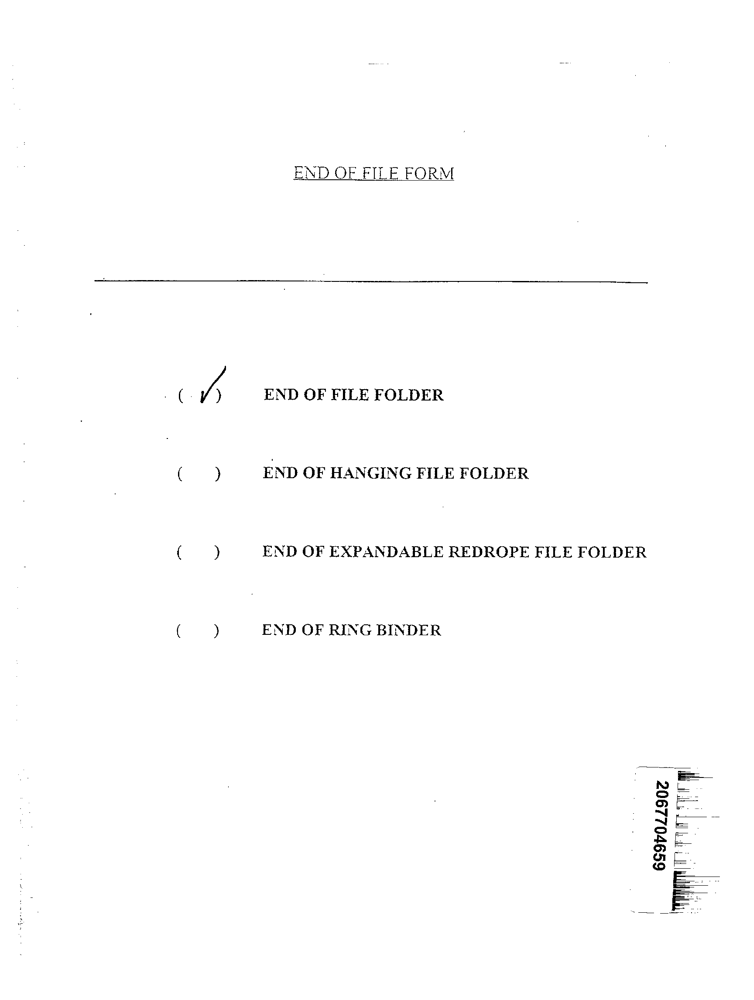 END OF FILE FORM
( ✓ ) END OF FILE FOLDER
( ) END OF HANGING FILE FOLDER
( ) END OF EXPANDABLE REDROPE FILE FOLDER
( ) END OF RING BINDER
2067704659